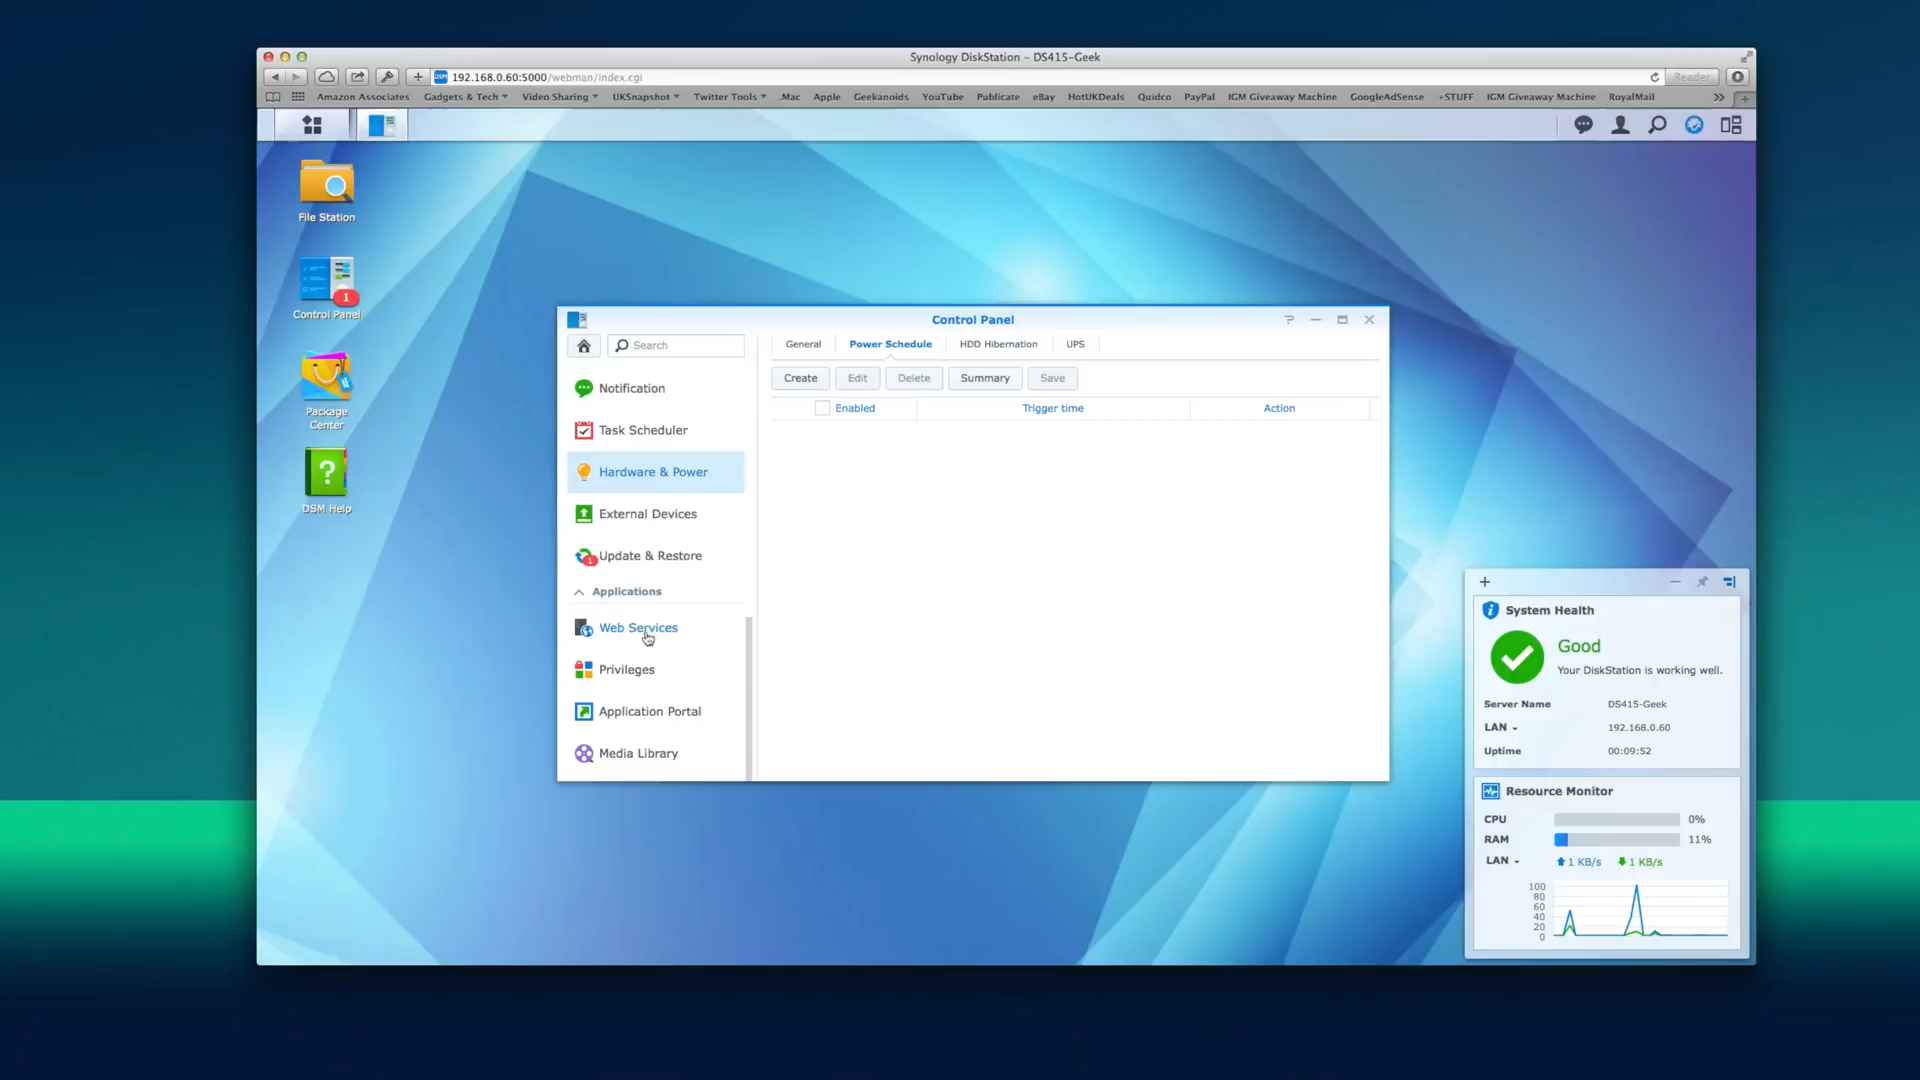 Synology DiskStation – DS415-Geek
192.168.0.60:5000/webman/index.cgi
Reader
Amazon Associates Gadgets & Tech Video Sharing UKSnapshot Twitter Tools .Mac Apple Geekanoids YouTube Publicate eBay HotUKDeals Quidco PayPal IGM Giveaway Machine GoogleAdSense +STUFF IGM Giveaway Machine RoyalMail
File Station
1
Control Panel
Package
Center
DSM Help
Control Panel
Search
General Power Schedule HDD Hibernation UPS
Create Edit Delete Summary Save
Enabled Trigger time Action
Notification
Task Scheduler
Hardware & Power
External Devices
1 Update & Restore
Applications
Web Services
Privileges
Application Portal
Media Library
System Health
Good
Your DiskStation is working well.
Server Name DS415-Geek
LAN 192.168.0.60
Uptime 00:09:52
Resource Monitor
CPU 0%
RAM 11%
LAN 1 KB/s 1 KB/s
100
80
60
40
20
0